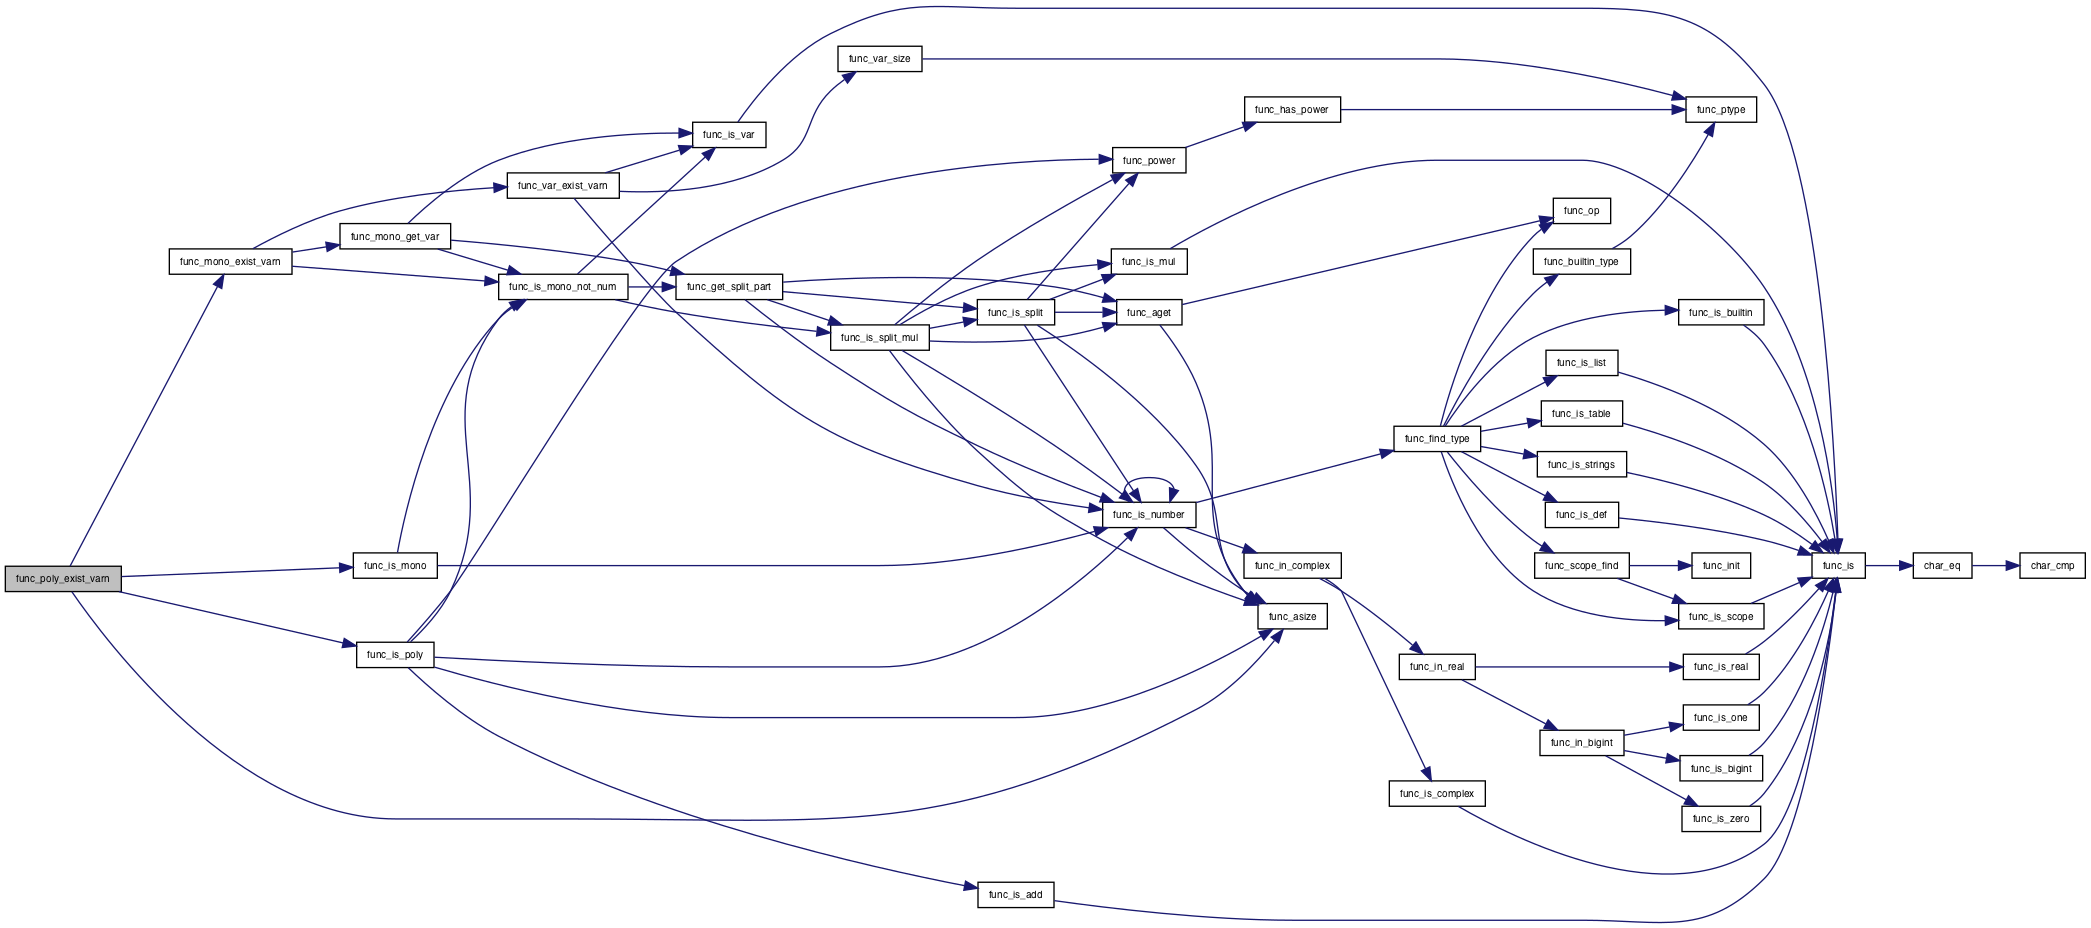 func_poly_exist_varn
func_mono_exist_varn
func_mono_get_var
func_is_mono
func_is_poly
func_var_exist_varn
func_is_mono_not_num
func_is_var
func_get_split_part
func_var_size
func_is_split_mul
func_is_split
func_is_add
func_power
func_is_mul
func_aget
func_is_number
func_has_power
func_in_complex
func_asize
func_find_type
func_in_real
func_is_complex
func_op
func_builtin_type
func_is_list
func_is_table
func_is_strings
func_is_def
func_scope_find
func_in_bigint
func_ptype
func_is_builtin
func_init
func_is_scope
func_is_real
func_is_one
func_is_bigint
func_is_zero
func_is
char_eq
char_cmp